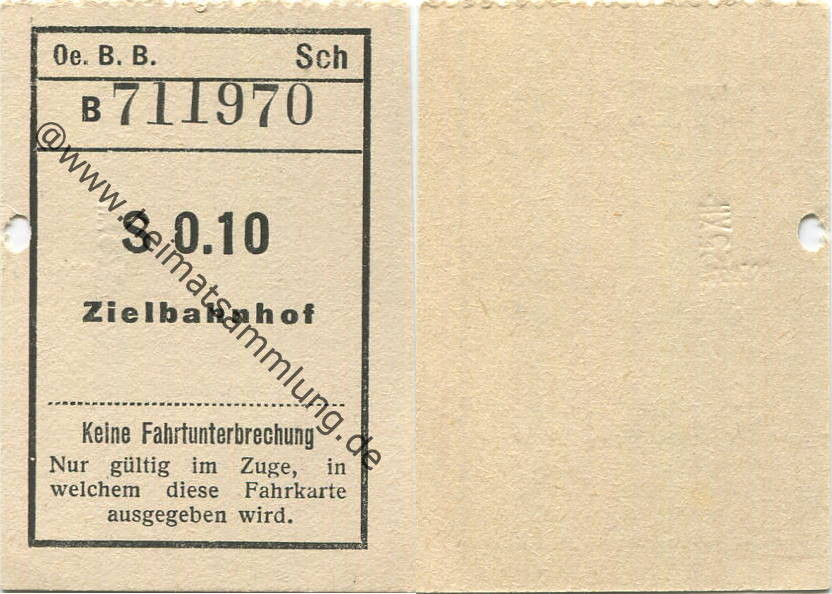 Oe. B. B. Sch
B 711970
S 0.10
Zielbahnhof
Keine Fahrtunterbrechung
Nur gültig im Zuge, in
welchem diese Fahrkarte
ausgegeben wird.
@www.heimatsammlung.de